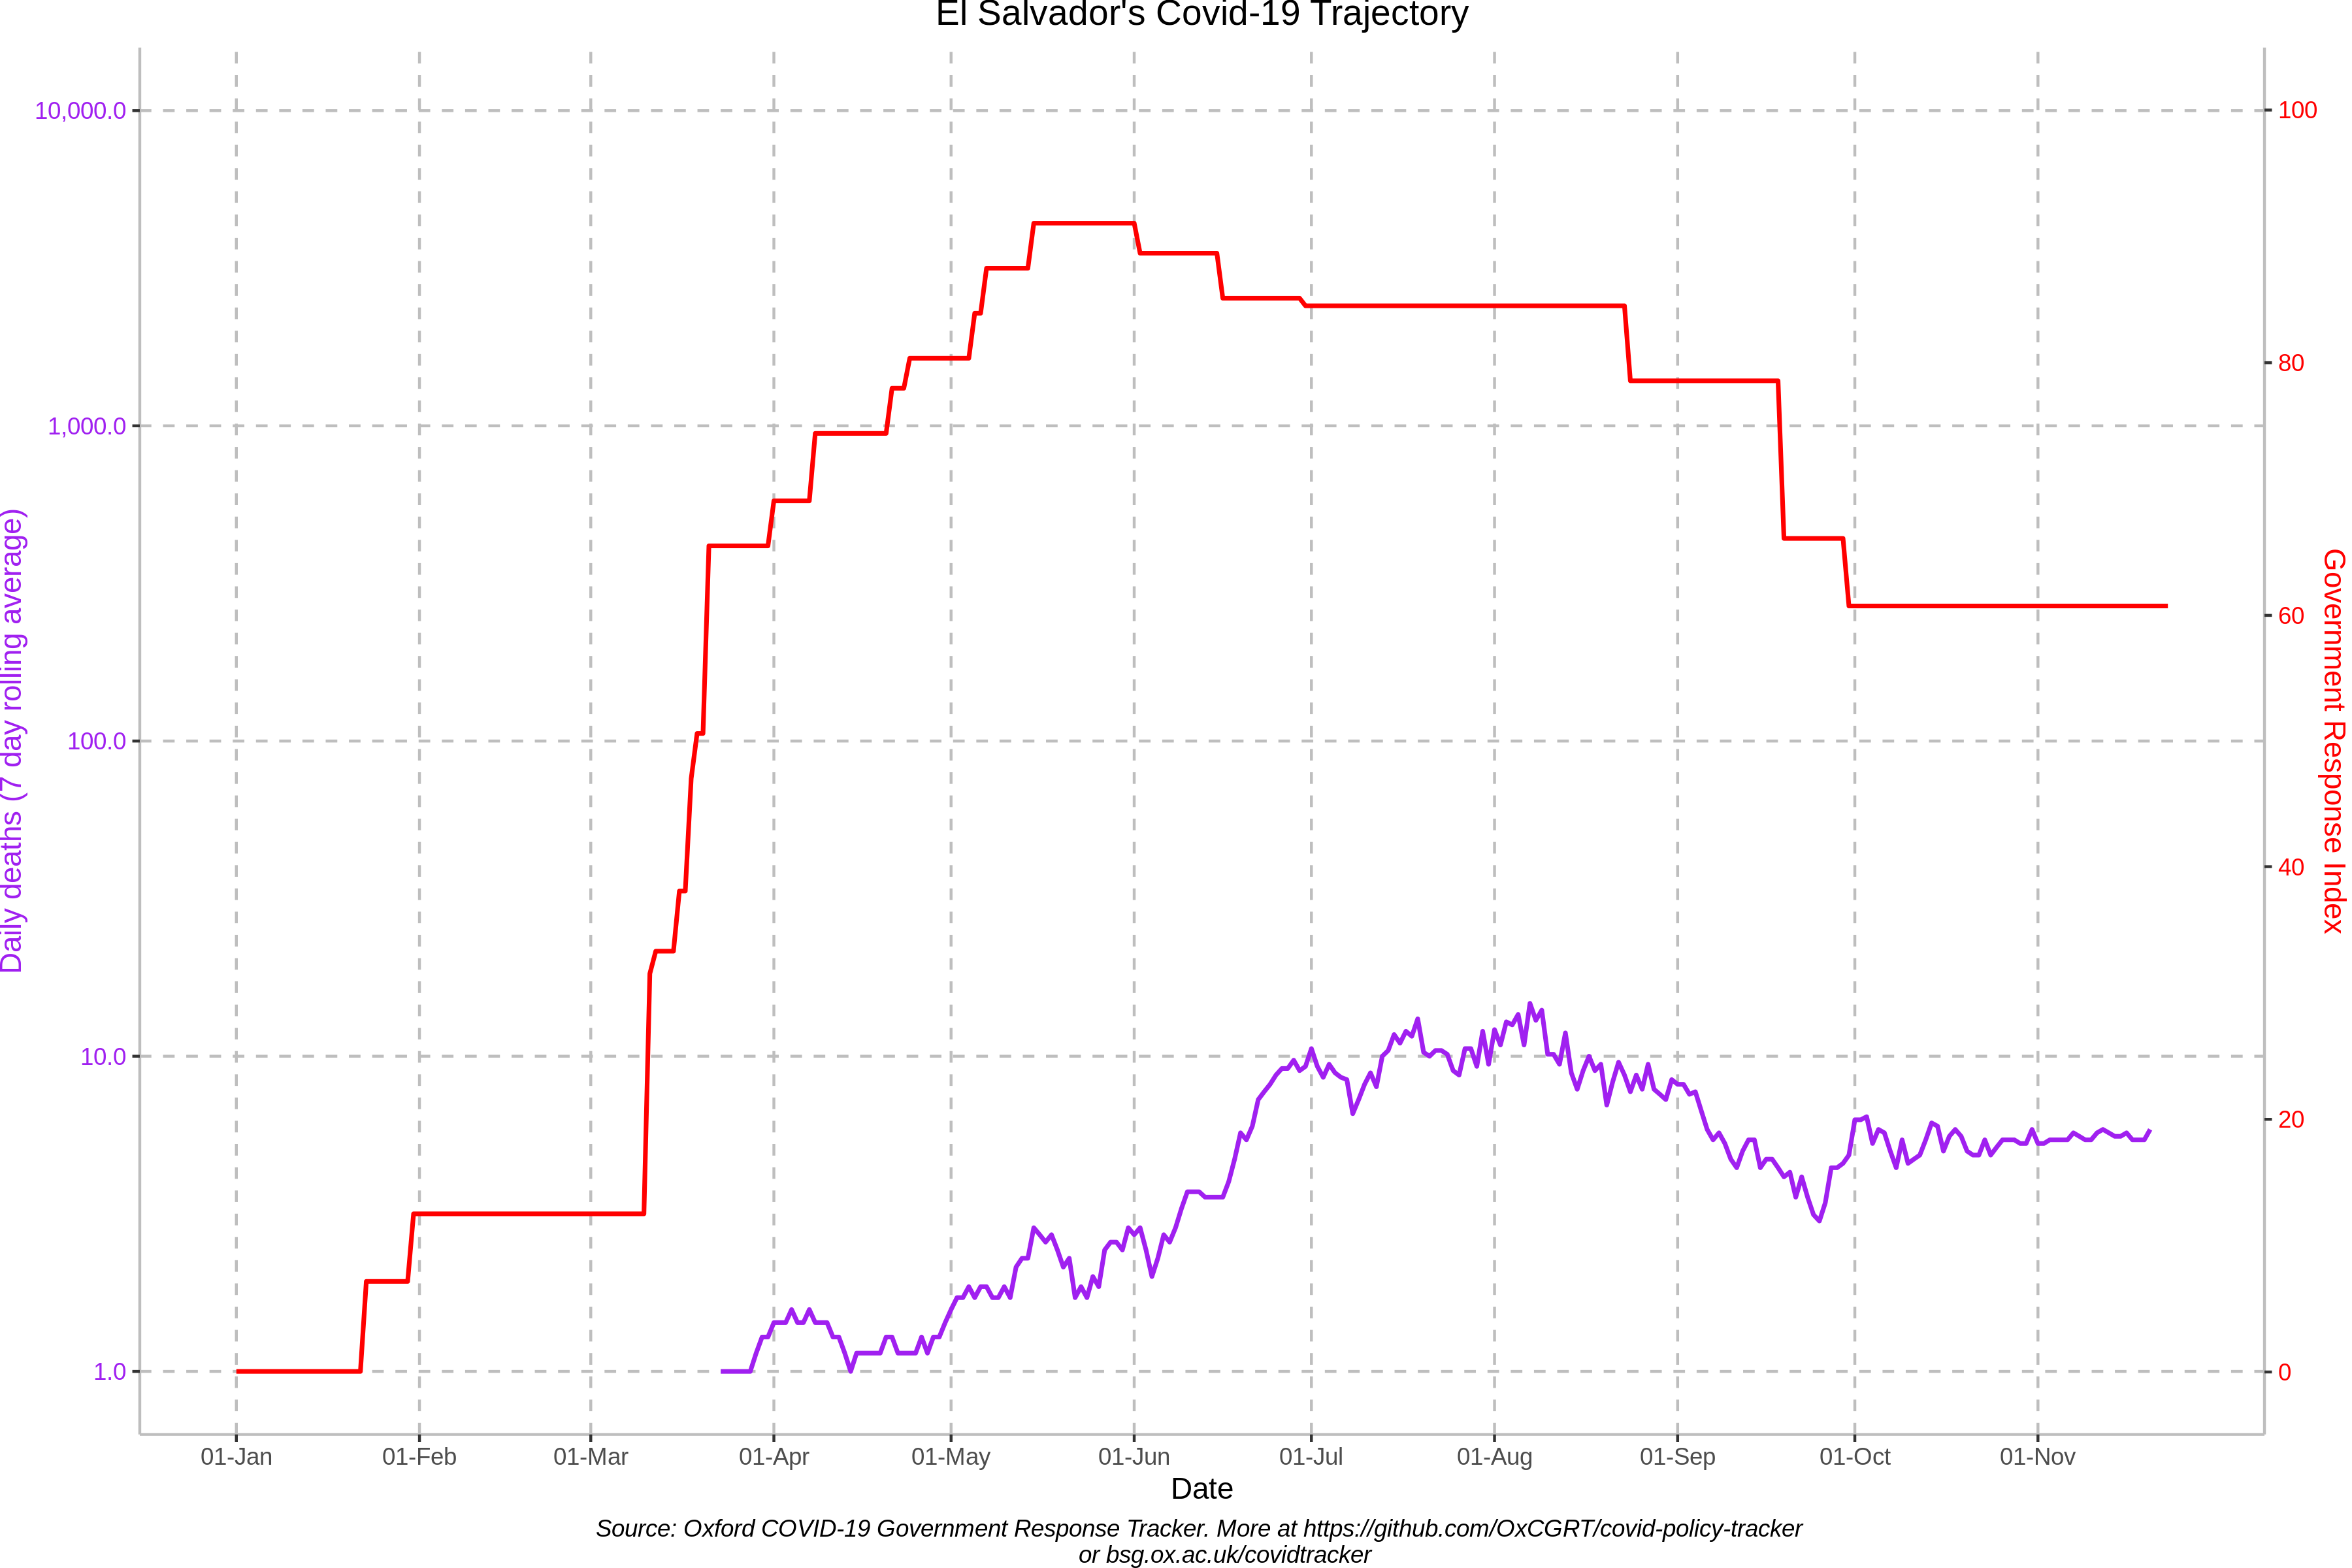 El Salvador's Covid-19 Trajectory
10,000.0
1,000.0
100.0
10.0
1.0
Daily deaths (7 day rolling average)
100
80
60
40
20
0
Government Response Index
01-Jan 01-Feb 01-Mar 01-Apr 01-May 01-Jun 01-Jul 01-Aug 01-Sep 01-Oct 01-Nov
Date
Source: Oxford COVID-19 Government Response Tracker. More at https://github.com/OxCGRT/covid-policy-tracker
or bsg.ox.ac.uk/covidtracker